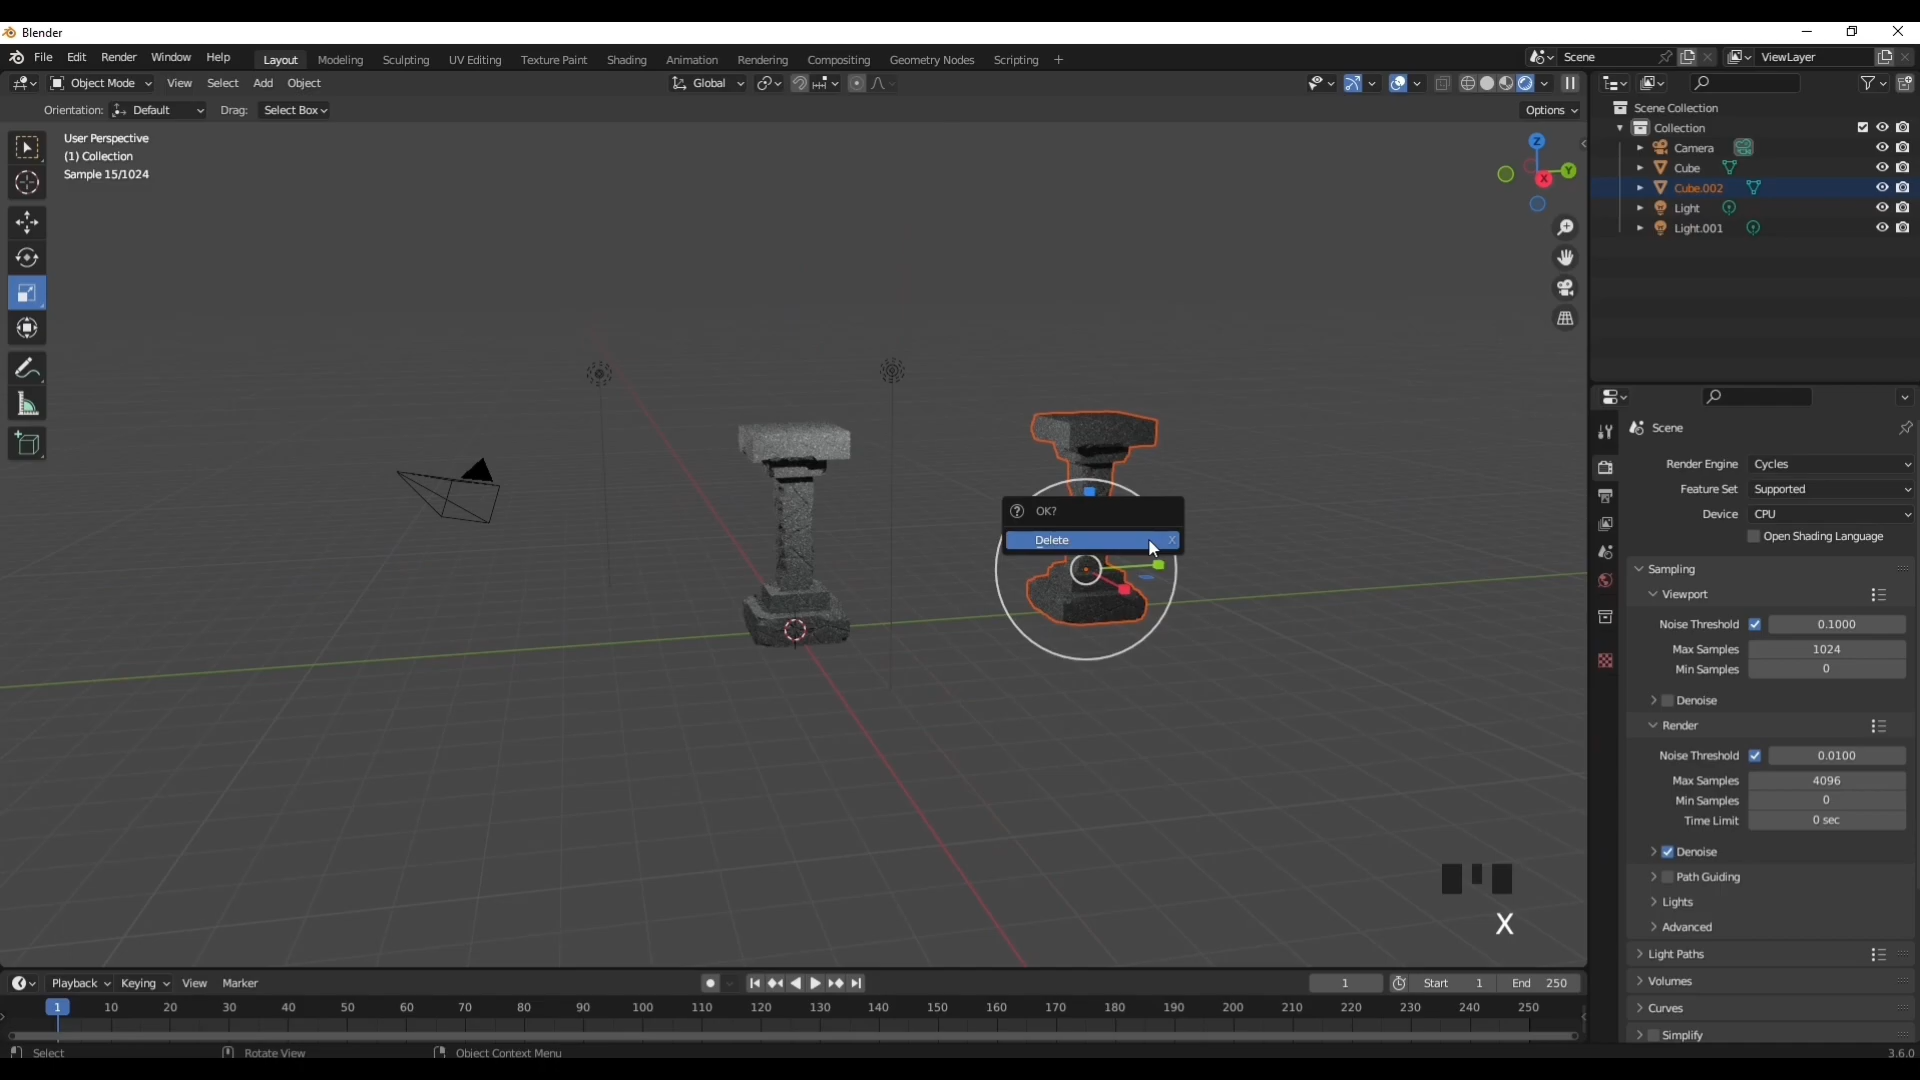 Blender
File Edit Render Window Help Layout Modeling Sculpting UV Editing Texture Paint Shading Animation Rendering Compositing Geometry Nodes Scripting + Scene ViewLayer
Object Mode View Select Add Object Global
Orientation: Default Drag: Select Box Options
User Perspective
(1) Collection
Sample 15/1024
Z
Y
X
Scene Collection
Collection
Camera
Cube
Cube.002
Light
Light.001
OK?
Delete X
Scene
Render Engine Cycles
Feature Set Supported
Device CPU
Open Shading Language
Sampling
Viewport
Noise Threshold 0.1000
Max Samples 1024
Min Samples 0
Denoise
Render
Noise Threshold 0.0100
Max Samples 4096
Min Samples 0
Time Limit 0 sec
Denoise
Path Guiding
Lights
Advanced
Light Paths
Volumes
Curves
Simplify
X
Playback Keying View Marker 1 Start 1 End 250
1 10 20 30 40 50 60 70 80 90 100 110 120 130 140 150 160 170 180 190 200 210 220 230 240 250
Select Rotate View Object Context Menu 3.6.0